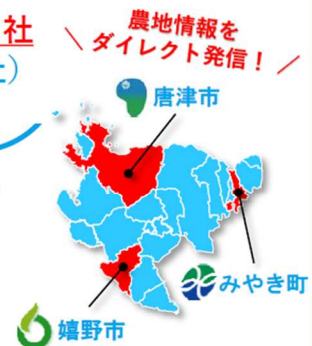 社
農地情報を
ダイレクト発信！
唐津市
みやき町
嬉野市